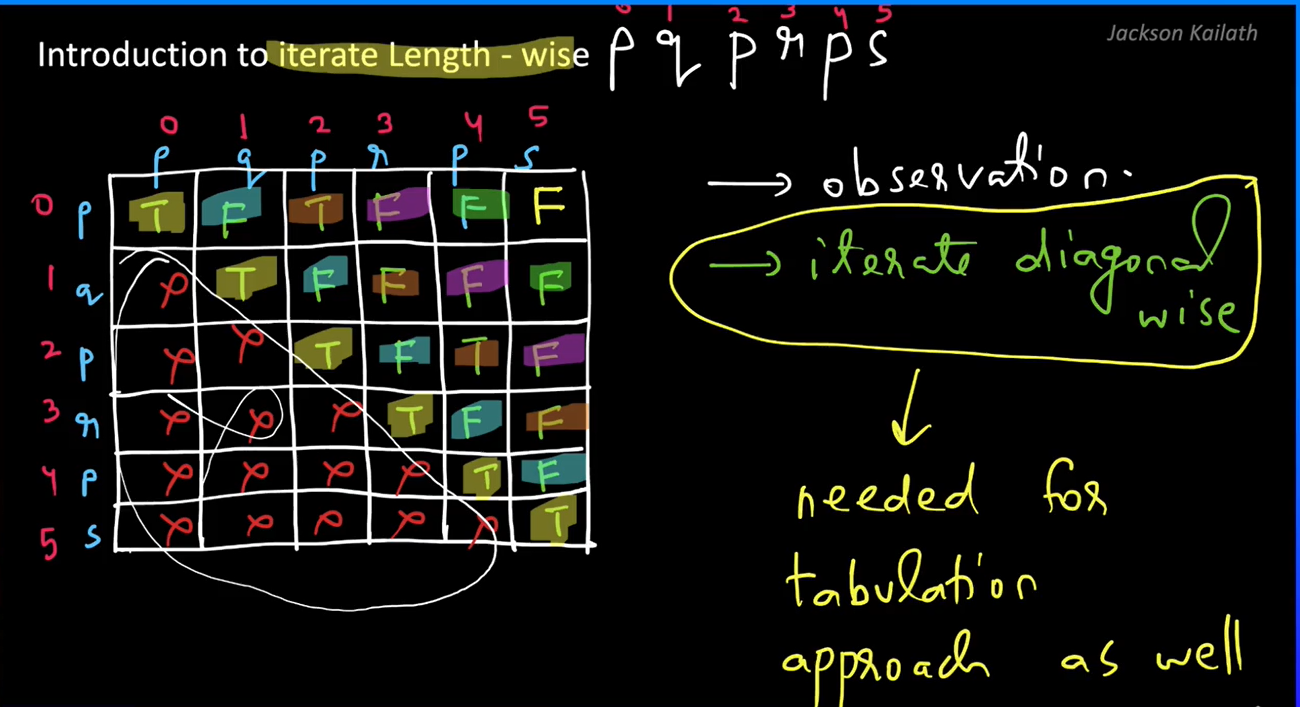 0 1 2 3 4 5
Introduction to iterate Length - wise p q p r p s
Jackson Kailath
0 1 2 3 4 5
p q p r p s
0 p T F T F F F
1 q φ T F F F F
2 p φ φ T F T F
3 r φ φ φ T F F
4 p φ φ φ φ T F
5 s φ φ φ φ φ T
→ observation.
→ iterate diagonal
wise
↓
needed for
tabulation
approach as well